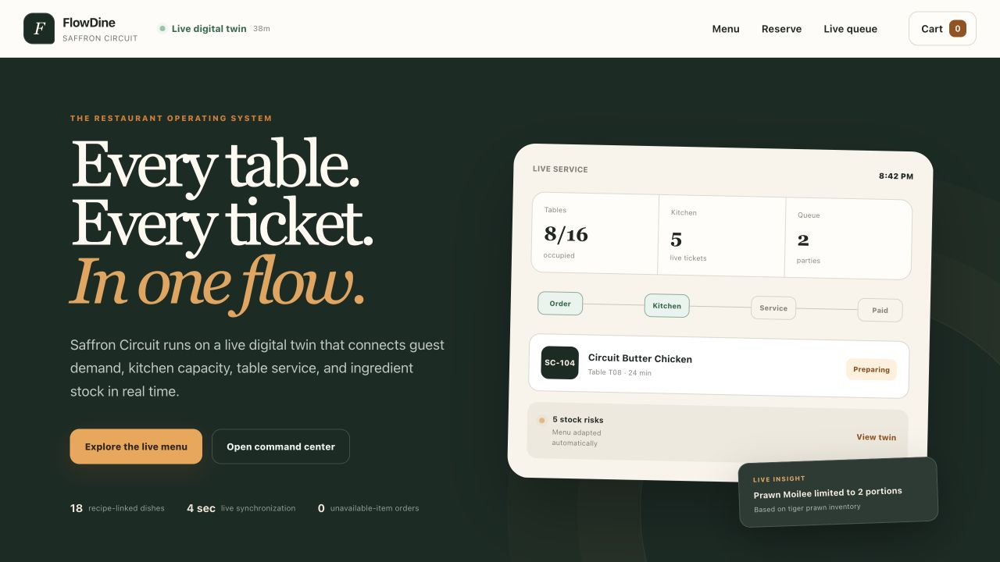 F
FlowDine
SAFFRON CIRCUIT
Live digital twin 38m
Menu
Reserve
Live queue
Cart 0
THE RESTAURANT OPERATING SYSTEM
Every table.
Every ticket.
In one flow.
Saffron Circuit runs on a live digital twin that connects guest
demand, kitchen capacity, table service, and ingredient
stock in real time.
Explore the live menu
Open command center
18 recipe-linked dishes
4 sec live synchronization
0 unavailable-item orders
LIVE SERVICE
8:42 PM
Tables
8/16
occupied
Kitchen
5
live tickets
Queue
2
parties
Order
Kitchen
Service
Paid
SC-104
Circuit Butter Chicken
Table T08 · 24 min
Preparing
5 stock risks
Menu adapted
automatically
View twin
LIVE INSIGHT
Prawn Moilee limited to 2 portions
Based on tiger prawn inventory